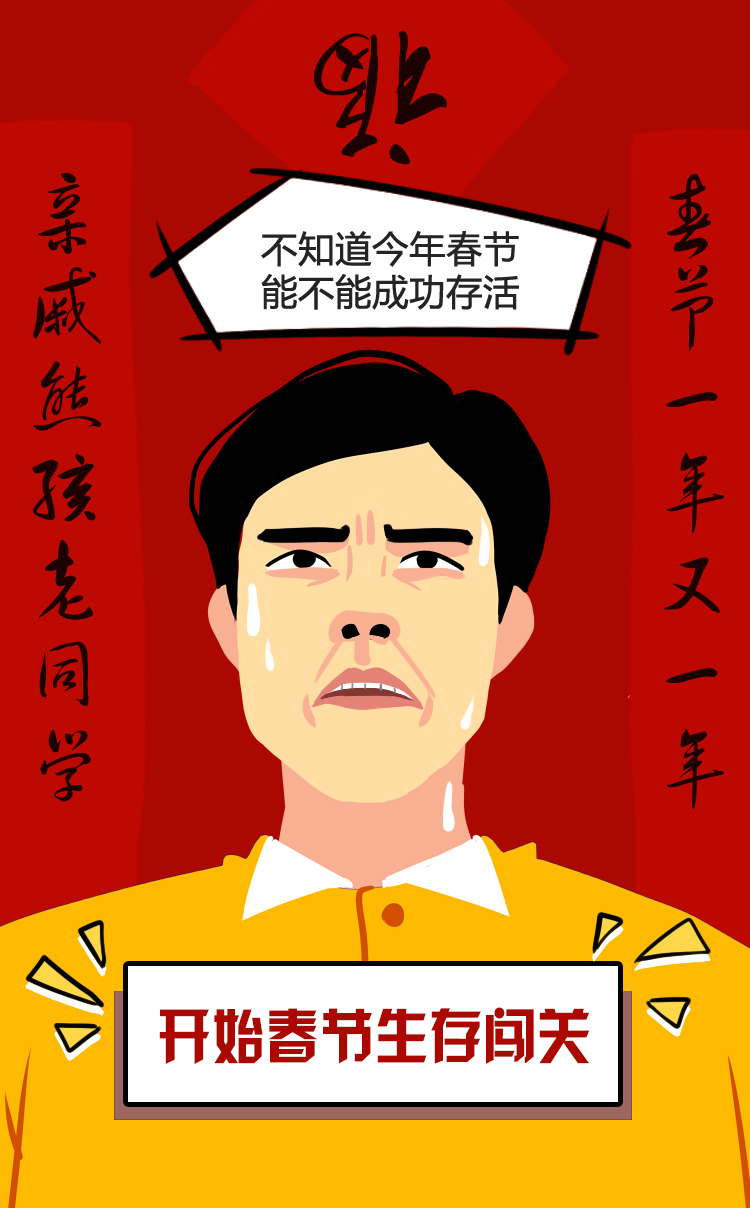 福
不知道今年春节
能不能成功存活
春节一年又一年
亲戚熊孩老同学
开始春节生存闯关